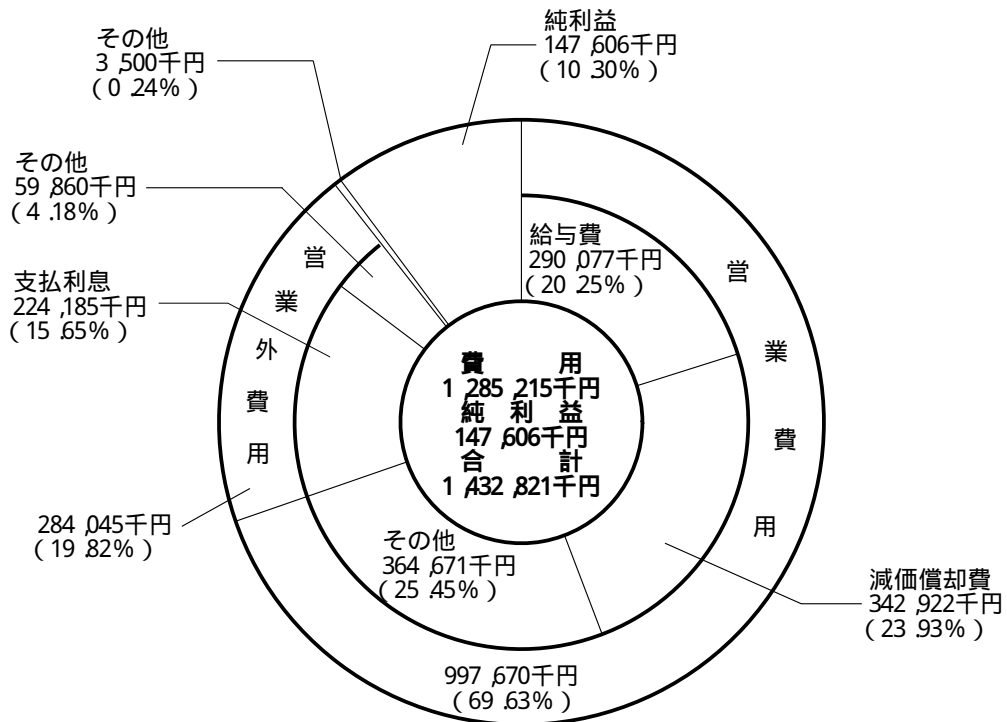 純利益
147,606千円
(10.30%)
その他
3,500千円
(0.24%)
その他
59,860千円
(4.18%)
支払利息
224,185千円
(15.65%)
営業外費用
284,045千円
(19.82%)
給与費
290,077千円
(20.25%)
営業費用
費用
1,285,215千円
純利益
147,606千円
合計
1,432,821千円
その他
364,671千円
(25.45%)
減価償却費
342,922千円
(23.93%)
997,670千円
(69.63%)